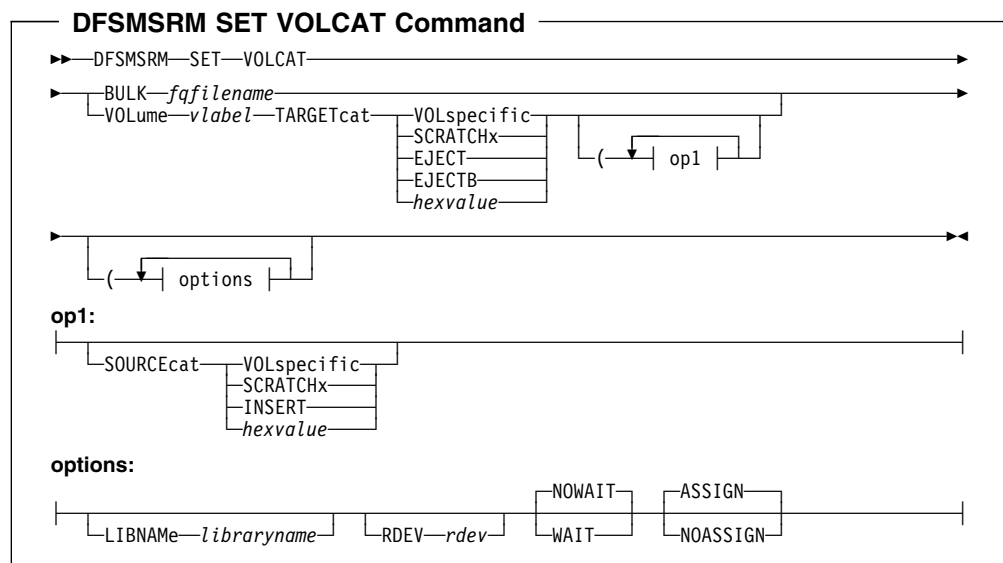 DFSMSRM SET VOLCAT Command
DFSMSRM SET VOLCAT
BULK fqfilename
VOLume vlabel TARGETcat VOLspecific
SCRATCHx
( op1
EJECT
EJECTB
hexvalue
( options
op1:
SOURCEcat VOLspecific
SCRATCHx
INSERT
hexvalue
options:
NOWAIT ASSIGN
LIBNAMe libraryname RDEV rdev WAIT NOASSIGN